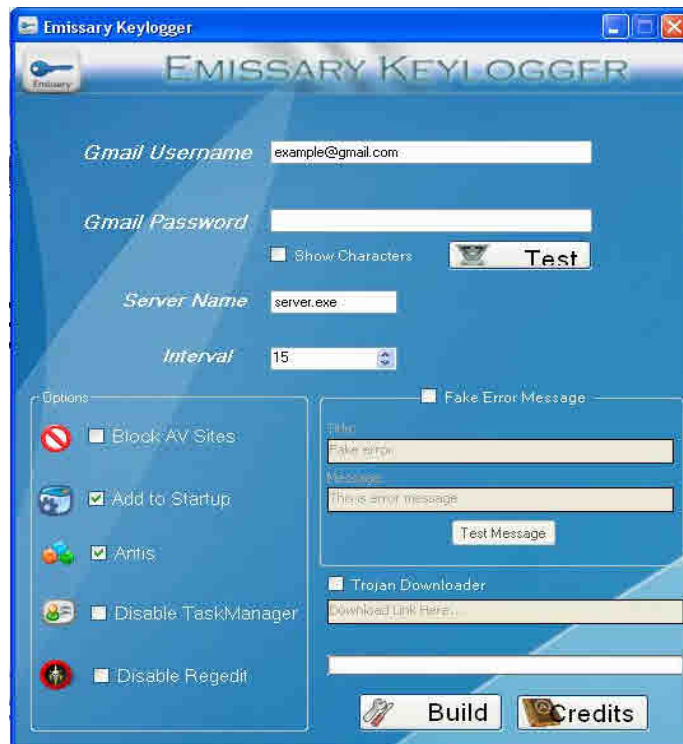 Emissary Keylogger
EMISSARY KEYLOGGER
Emissary
Gmail Username
example@gmail.com
Gmail Password
Show Characters
Test
Server Name
server.exe
Interval
15
Options
Block AV Sites
Add to Startup
Antis
Disable TaskManager
Disable Regedit
Fake Error Message
Title:
Fake error
Message:
This is error message
Test Message
Trojan Downloader
Download Link Here...
Build
Credits